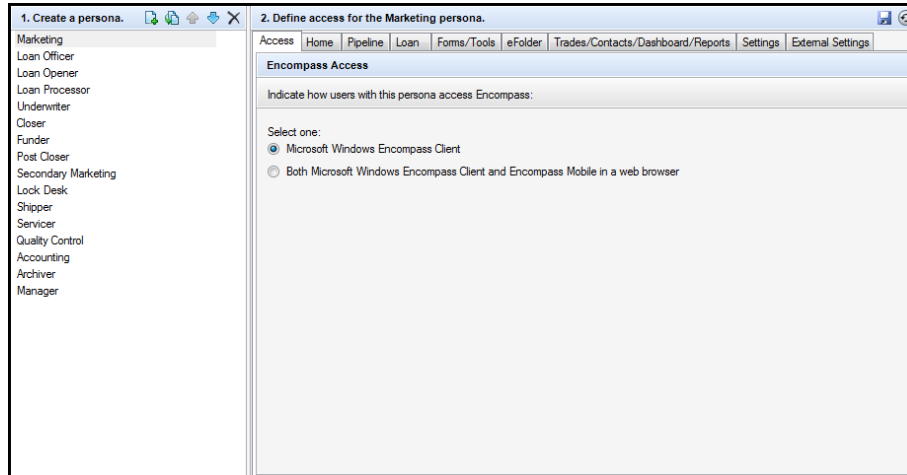 1. Create a persona.
Marketing
Loan Officer
Loan Opener
Loan Processor
Underwriter
Closer
Funder
Post Closer
Secondary Marketing
Lock Desk
Shipper
Servicer
Quality Control
Accounting
Archiver
Manager
2. Define access for the Marketing persona.
Access Home Pipeline Loan Forms/Tools eFolder Trades/Contacts/Dashboard/Reports Settings External Settings
Encompass Access
Indicate how users with this persona access Encompass:
Select one:
Microsoft Windows Encompass Client
Both Microsoft Windows Encompass Client and Encompass Mobile in a web browser